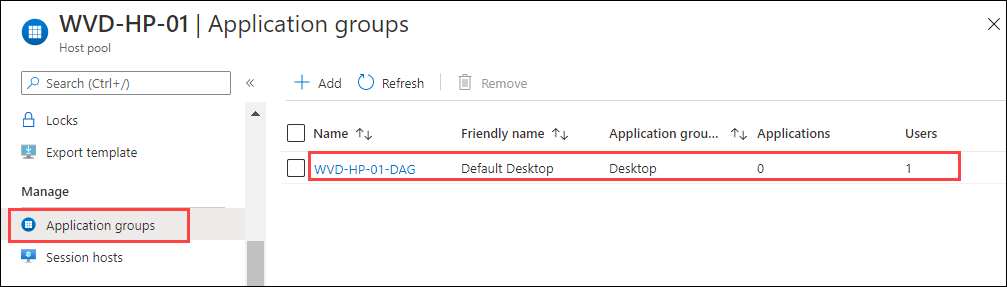 WVD-HP-01 | Application groups
Host pool
Search (Ctrl+/)
Locks
Export template
Manage
Application groups
Session hosts
Add Refresh Remove
Name Friendly name Application grou... Applications Users
WVD-HP-01-DAG Default Desktop Desktop 0 1